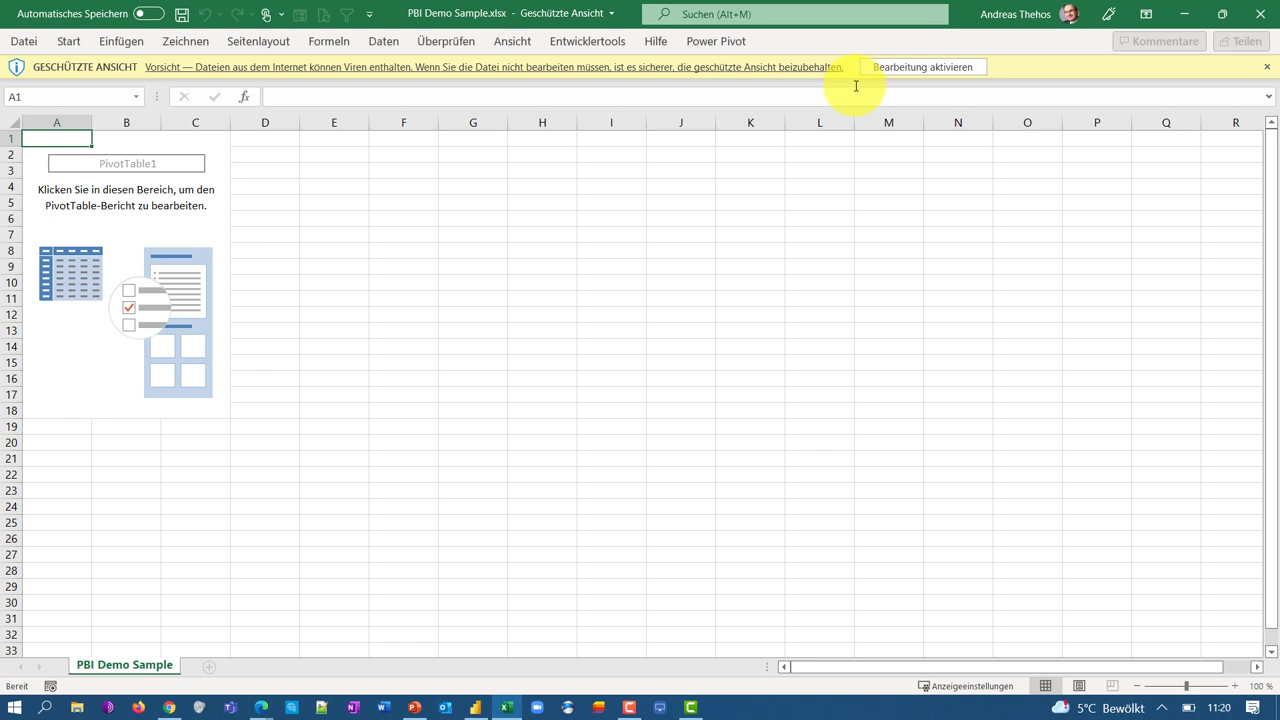 Automatisches Speichern
PBI Demo Sample.xlsx - Geschützte Ansicht
Suchen (Alt+M)
Andreas Thehos
Datei Start Einfügen Zeichnen Seitenlayout Formeln Daten Überprüfen Ansicht Entwicklertools Hilfe Power Pivot Kommentare Teilen
GESCHÜTZTE ANSICHT Vorsicht — Dateien aus dem Internet können Viren enthalten. Wenn Sie die Datei nicht bearbeiten müssen, ist es sicherer, die geschützte Ansicht beizubehalten. Bearbeitung aktivieren
A1 fx
A B C D E F G H I J K L M N O P Q R
1
2
PivotTable1
3
4
Klicken Sie in diesen Bereich, um den
5
PivotTable-Bericht zu bearbeiten.
6
7
8
9
10
11
12
13
14
15
16
17
18
19
20
21
22
23
24
25
26
27
28
29
30
31
32
33
PBI Demo Sample
Bereit Anzeigeeinstellungen 100 %
5°C Bewölkt 11:20